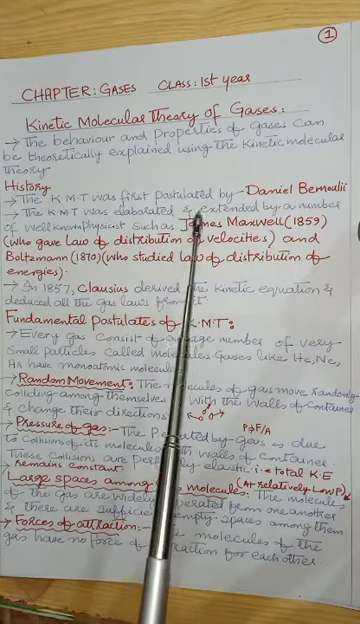 1
CHAPTER: GASES CLASS: 1st year
Kinetic Molecular Theory of Gases:
→ The behaviour and Properties of gases can
be theoretically explained using the Kinetic molecular
theory.
History
→ The K.M.T was first postulated by Daniel Bernoulii
→ The K.M.T was elaborated & extended by a number
of well known physicist such as James Maxwell (1859)
(who gave Law of distribution of velocities) and
Boltzmann (1870) (who studied law of distribution of
energies).
→ In 1857, Clausius derived the Kinetic equation &
deduced all the gas laws from it
Fundamental Postulates of K.M.T:
→ Every gas consist of large number of very
Small particles called molecules. Gases like He, Ne,
Ar have monoatomic molecules
→ Random Movement: The molecules of gas move Randomly
Colliding among themselves with the walls of Container
& change their directions
→ Pressure of gas:- The exerted by gas is due P→F/A
to Collisions of its molecules with walls of container.
These collisions are Perfectly elastic i.e total K.E
remains constant.
Large spaces among gas molecules: (At relatively Low P)
The molecules
of the gas are widely separated from one another
& there are sufficient empty spaces among them
→ Forces of attraction:- The molecules of the
gas have no force of attraction for each other